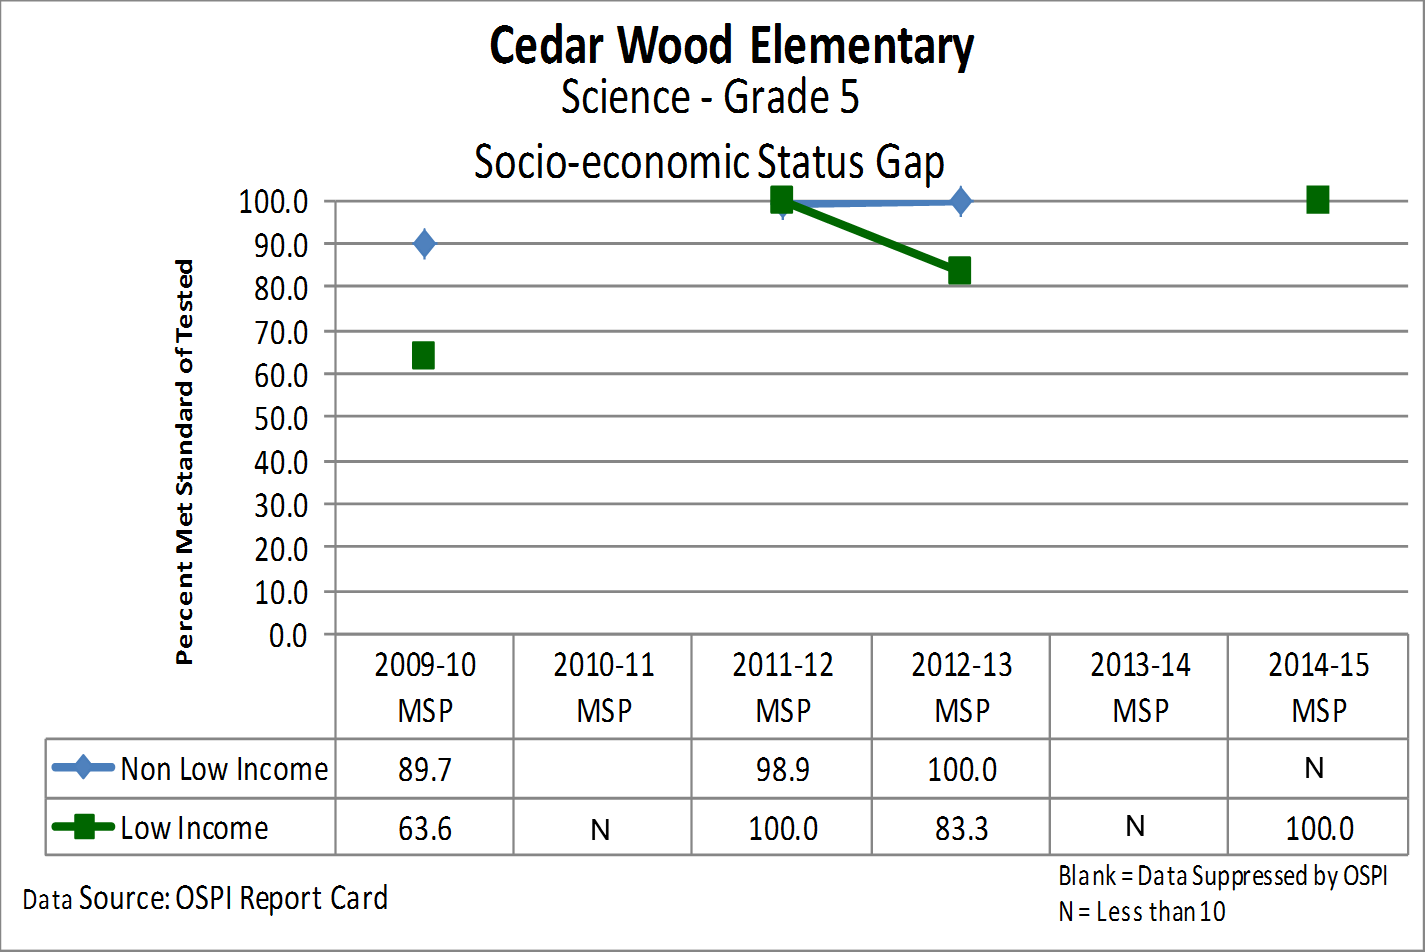 Cedar Wood Elementary
Science - Grade 5
Socio-economic Status Gap
Percent Met Standard of Tested
100.0
90.0
80.0
70.0
60.0
50.0
40.0
30.0
20.0
10.0
0.0
2009-10 2010-11 2011-12 2012-13 2013-14 2014-15
MSP MSP MSP MSP MSP MSP
Non Low Income 89.7 98.9 100.0 N
Low Income 63.6 N 100.0 83.3 N 100.0
Data Source: OSPI Report Card
Blank = Data Suppressed by OSPI
N = Less than 10